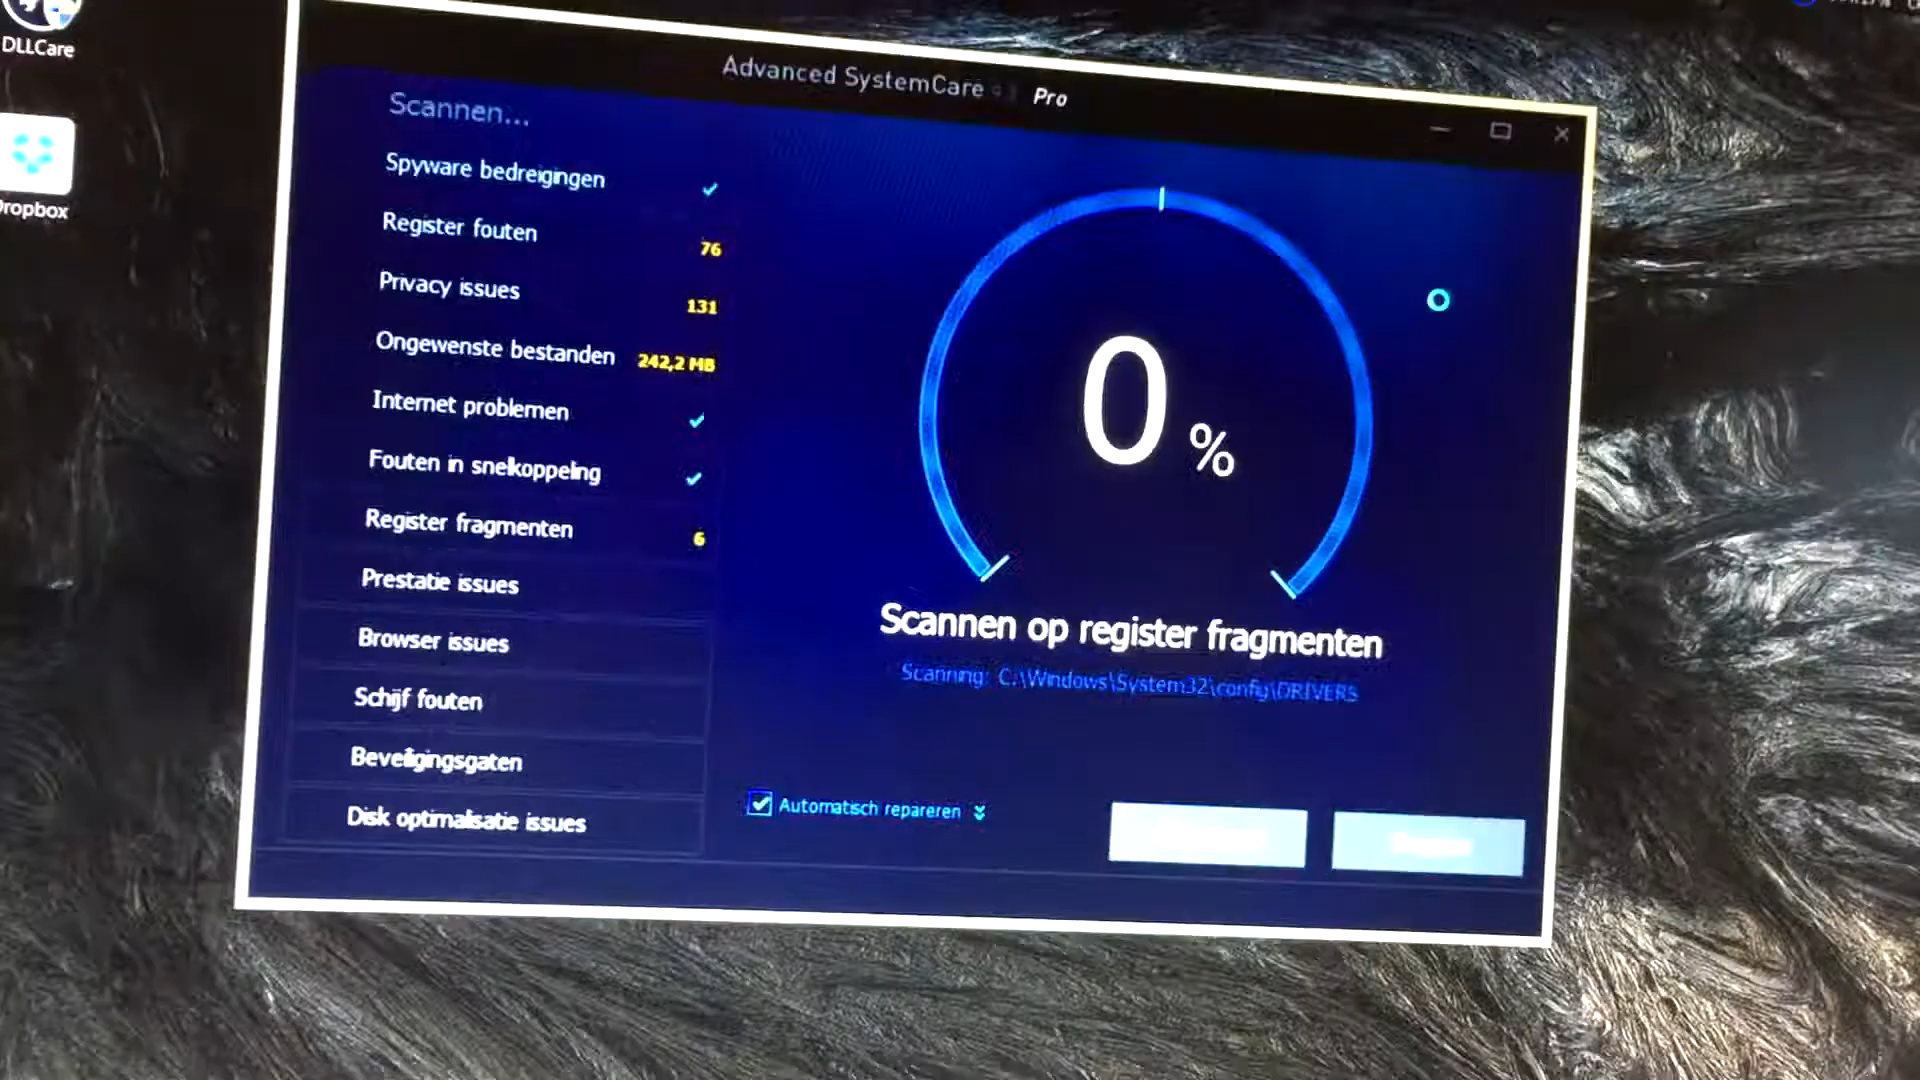 DLLCare
Dropbox
Advanced SystemCare Pro
Scannen...
Spyware bedreigingen
Register fouten 76
Privacy issues 131
Ongewenste bestanden 242,2 MB
Internet problemen
Fouten in snelkoppeling
Register fragmenten 6
Prestatie issues
Browser issues
Schijf fouten
Beveiligingsgaten
Disk optimalisatie issues
0 %
Scannen op register fragmenten
Scanning: C:\Windows\System32\config\DRIVERS
Automatisch repareren